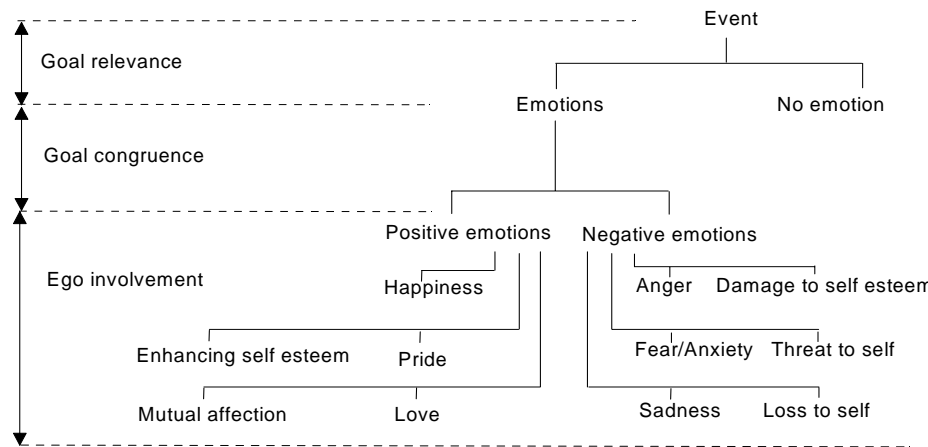 Event
Goal relevance
Emotions No emotion
Goal congruence
Positive emotions Negative emotions
Ego involvement
Happiness Anger Damage to self esteem
Enhancing self esteem Pride Fear/Anxiety Threat to self
Mutual affection Love Sadness Loss to self